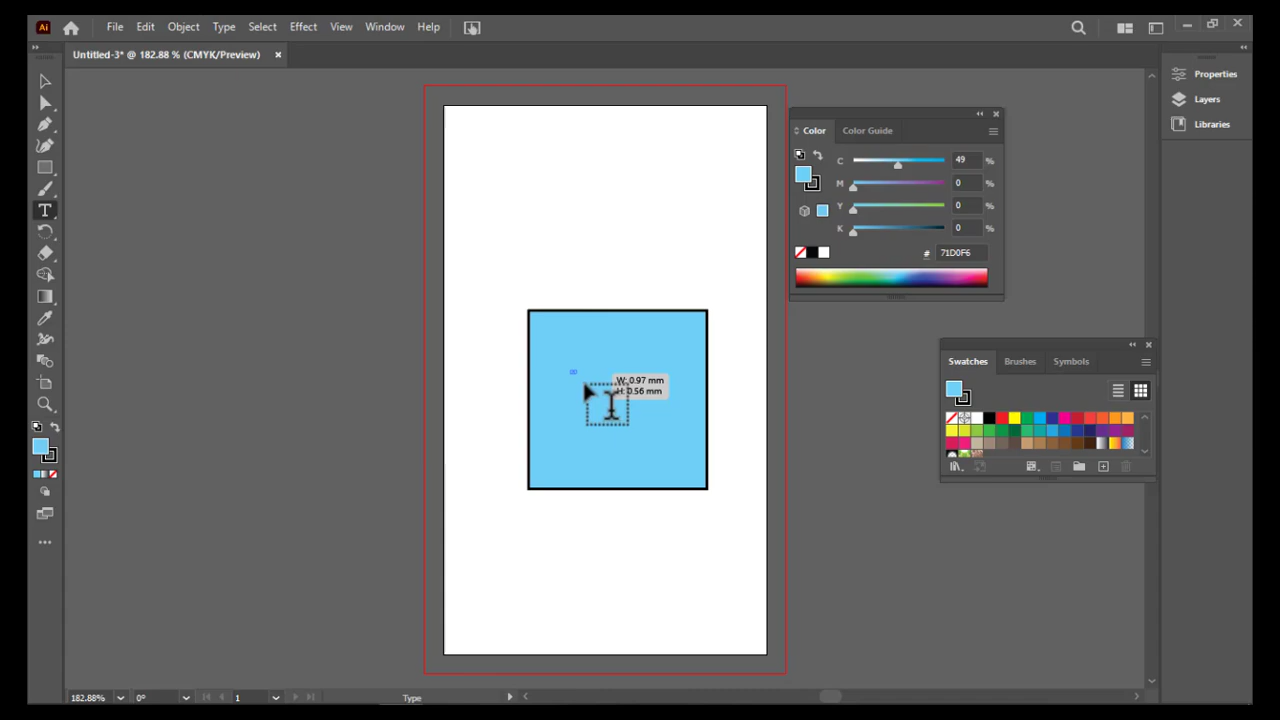 Ai File Edit Object Type Select Effect View Window Help
Untitled-3* @ 182.88 % (CMYK/Preview)
Properties
Layers
Libraries
Color Color Guide
C 49 %
M 0 %
Y 0 %
K 0 %
# 71D0F6
Swatches Brushes Symbols
W: 0.97 mm
H: 0.56 mm
T
182.88% 0° 1 Type